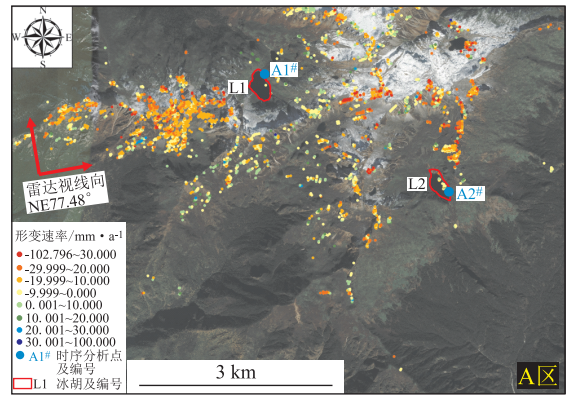 N
W
E
S
L1
A1#
L2
A2#
雷达视线向
NE77.48°
形变速率/mm·a-1
-102.796~30.000
-29.999~20.000
-19.999~10.000
-9.999~0.000
0.001~10.000
10.001~20.000
20.001~30.000
30.001~100.000
A1# 时序分析点
及编号
L1 冰胡及编号
3 km
A区